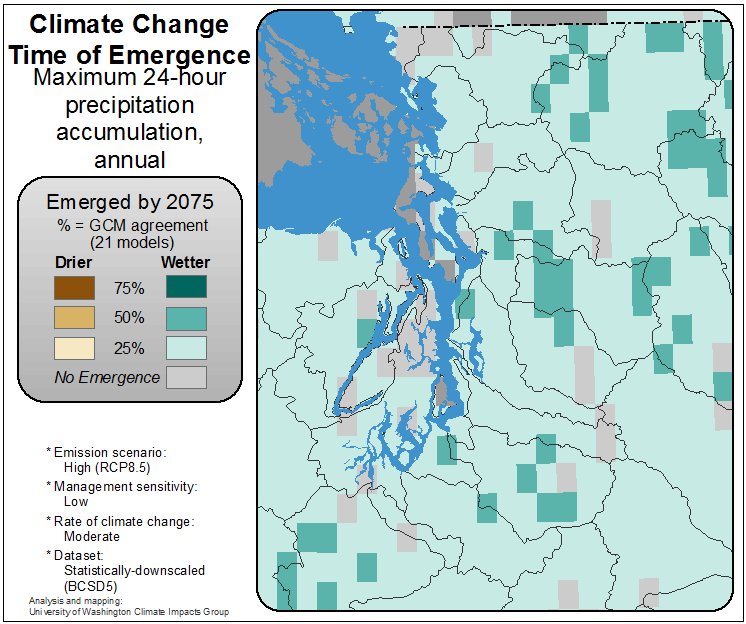 Climate Change
Time of Emergence
Maximum 24-hour
precipitation
accumulation,
annual
Emerged by 2075
% = GCM agreement
(21 models)
Drier Wetter
75%
50%
25%
No Emergence
* Emission scenario:
High (RCP8.5)
* Management sensitivity:
Low
* Rate of climate change:
Moderate
* Dataset:
Statistically-downscaled
(BCSD5)
Analysis and mapping:
University of Washington Climate Impacts Group